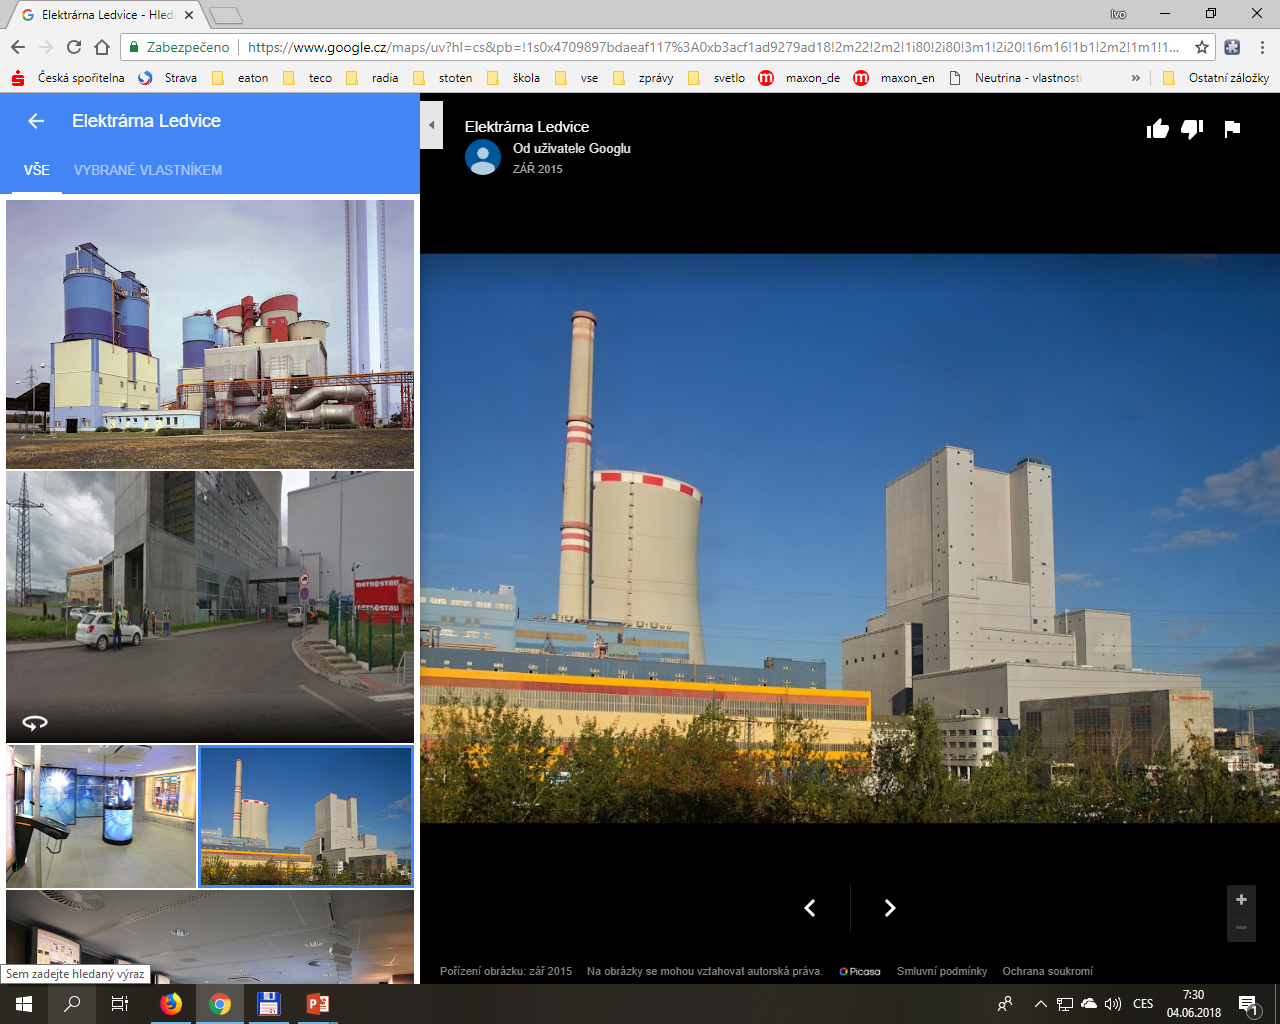 Elektrárna Ledvice - Hled
Ivo
Zabezpečeno
https://www.google.cz/maps/uv?hl=cs&pb=!1s0x4709897bdaeaf117%3A0xb3acf1ad9279ad18!2m22!2m2!1i80!2i80!3m1!2i20!16m16!1b1!2m2!1m1!1...
Česká spořitelna
Strava
eaton
teco
radia
stoten
škola
vse
zprávy
svetlo
maxon_de
maxon_en
Neutrina - vlastnosti
»
Ostatní záložky
Elektrárna Ledvice
VŠE
VYBRANÉ VLASTNÍKEM
METROSTAV
METROSTAV
Sem zadejte hledaný výraz
Elektrárna Ledvice
Od uživatele Googlu
ZÁŘ 2015
Pořízení obrázku: zář 2015
Na obrázky se mohou vztahovat autorská práva.
Picasa
Smluvní podmínky
Ochrana soukromí
CES
7:30
04.06.2018
1